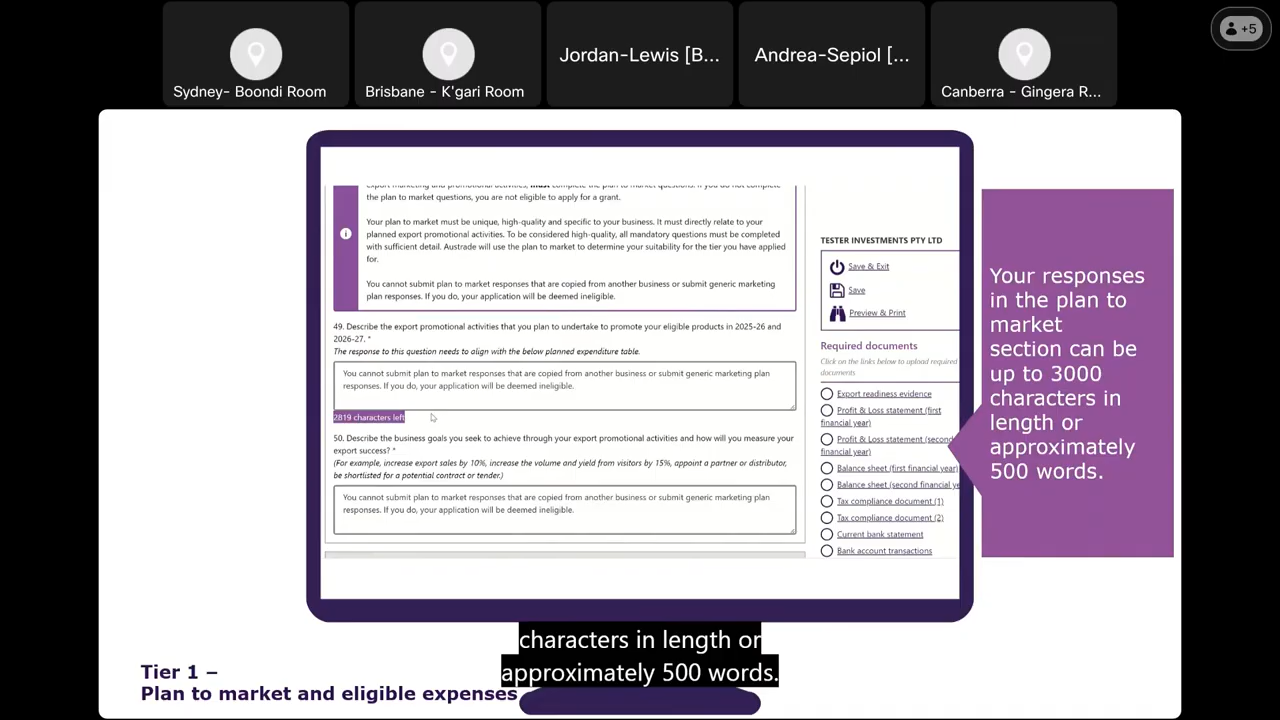 +5
Sydney- Boondi Room
Brisbane - K'gari Room
Jordan-Lewis [B...
Andrea-Sepiol [...
Canberra - Gingera R...
export marketing and promotional activities, must complete the plan to market questions. If you do not complete
the plan to market questions, you are not eligible to apply for a grant.
Your plan to market must be unique, high-quality and specific to your business. It must directly relate to your
planned export promotional activities. To be considered high-quality, all mandatory questions must be completed
with sufficient detail. Austrade will use the plan to market to determine your suitability for the tier you have applied
for.
You cannot submit plan to market responses that are copied from another business or submit generic marketing
plan responses. If you do, your application will be deemed ineligible.
49. Describe the export promotional activities that you plan to undertake to promote your eligible products in 2025-26 and
2026-27. *
The response to this question needs to align with the below planned expenditure table.
You cannot submit plan to market responses that are copied from another business or submit generic marketing plan
responses. If you do, your application will be deemed ineligible.
2819 characters left
50. Describe the business goals you seek to achieve through your export promotional activities and how will you measure your
export success? *
(For example, increase export sales by 10%, increase the volume and yield from visitors by 15%, appoint a partner or distributor,
be shortlisted for a potential contract or tender.)
You cannot submit plan to market responses that are copied from another business or submit generic marketing plan
responses. If you do, your application will be deemed ineligible.
TESTER INVESTMENTS PTY LTD
Save & Exit
Save
Preview & Print
Required documents
Click on the links below to upload required
documents
Export readiness evidence
Profit & Loss statement (first
financial year)
Profit & Loss statement (second
financial year)
Balance sheet (first financial year)
Balance sheet (second financial ye
Tax compliance document (1)
Tax compliance document (2)
Current bank statement
Bank account transactions
Your responses
in the plan to
market
section can be
up to 3000
characters in
length or
approximately
500 words.
characters in length or
approximately 500 words.
Tier 1 –
Plan to market and eligible expenses